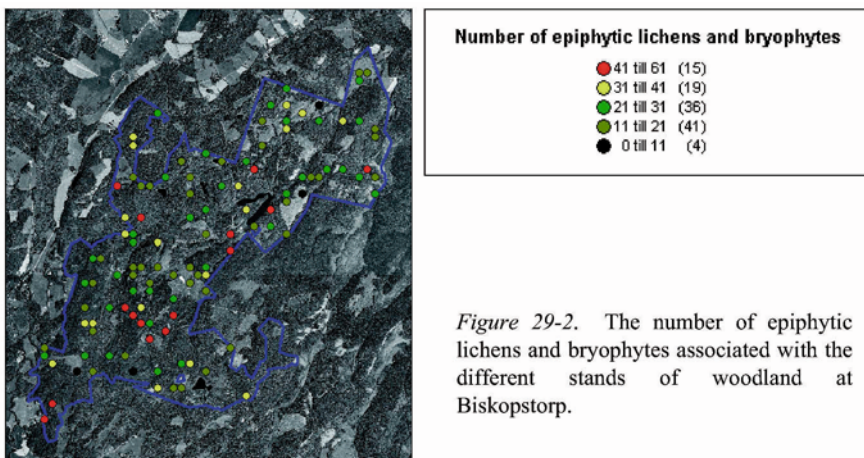 Number of epiphytic lichens and bryophytes
41 till 61 (15)
31 till 41 (19)
21 till 31 (36)
11 till 21 (41)
0 till 11 (4)
Figure 29-2. The number of epiphytic
lichens and bryophytes associated with the
different stands of woodland at
Biskopstorp.